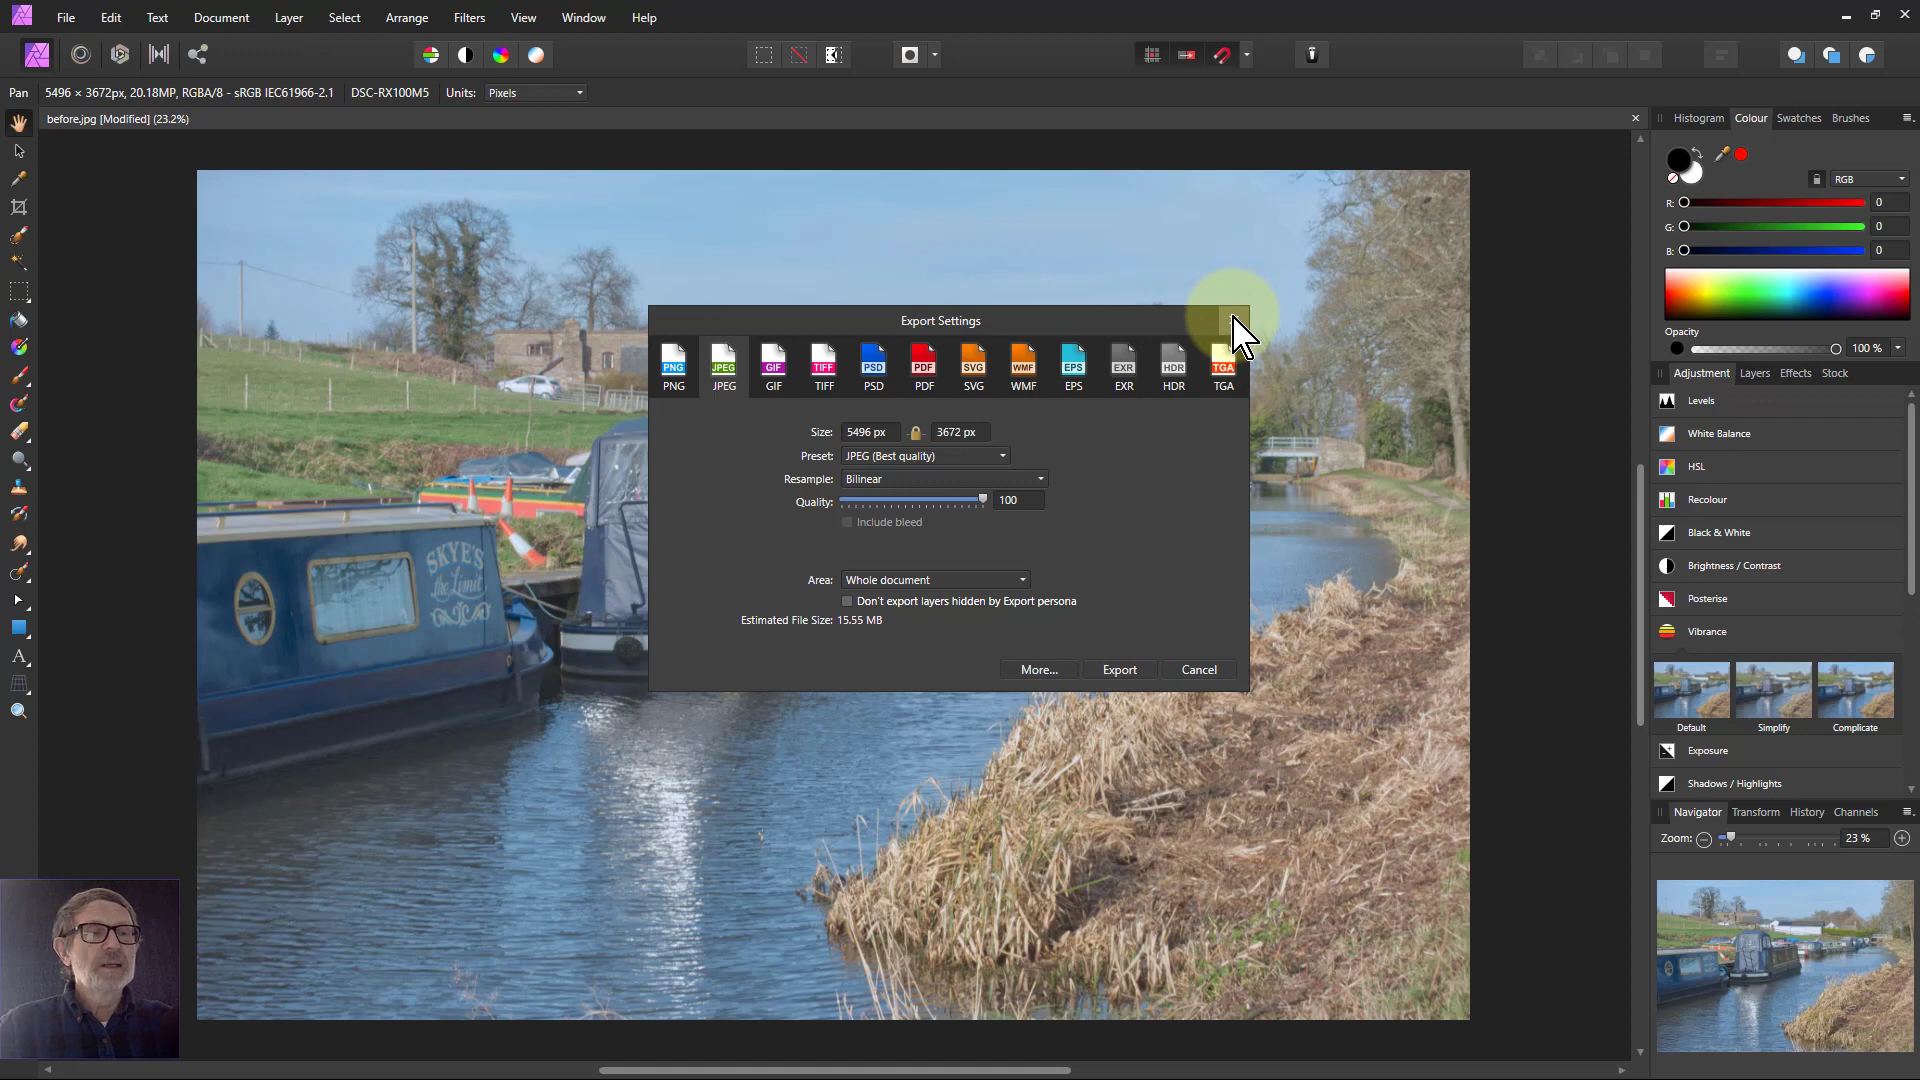 File Edit Text Document Layer Select Arrange Filters View Window Help
Pan 5496 × 3672px, 20.18MP, RGBA/8 - sRGB IEC61966-2.1 DSC-RX100M5 Units: Pixels
before.jpg [Modified] (23.2%)
Histogram Colour Swatches Brushes
RGB
R: 0
G: 0
B: 0
Opacity
100 %
Adjustment Layers Effects Stock
Levels
White Balance
HSL
Recolour
Black & White
Brightness / Contrast
Posterise
Vibrance
Default Simplify Complicate
Exposure
Shadows / Highlights
Navigator Transform History Channels
Zoom: 23 %
Export Settings
PNG JPEG GIF TIFF PSD PDF SVG WMF EPS EXR HDR TGA
PNG JPEG GIF TIFF PSD PDF SVG WMF EPS EXR HDR TGA
Size: 5496 px 3672 px
Preset: JPEG (Best quality)
Resample: Bilinear
Quality: 100
Include bleed
Area: Whole document
Don't export layers hidden by Export persona
Estimated File Size: 15.55 MB
More... Export Cancel
SKYE'S
the Limit